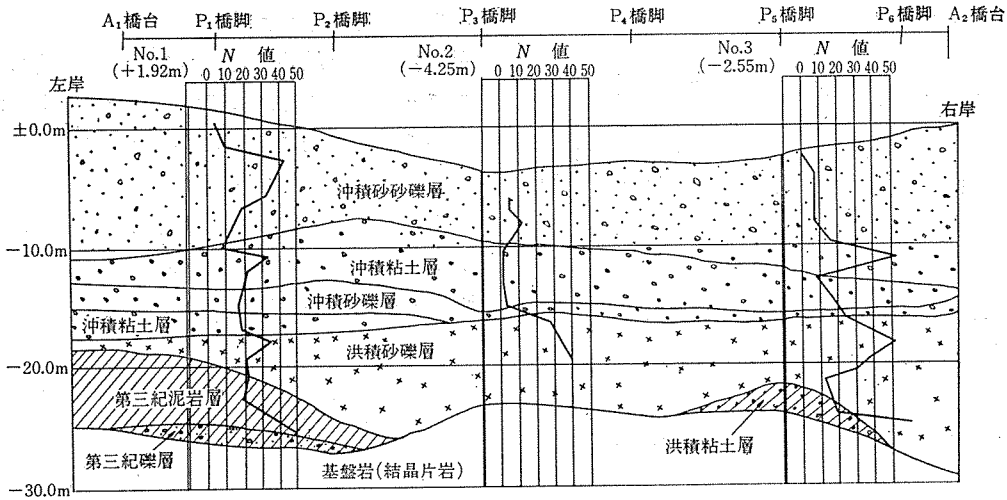 A₁橋台 P₁橋脚 P₂橋脚 P₃橋脚 P₄橋脚 P₅橋脚 P₆橋脚 A₂橋台
No.1 N 値 No.2 N 値 No.3 N 値
(+1.92m) (-4.25m) (-2.55m)
0 10 20 30 40 50 0 10 20 30 40 50 0 10 20 30 40 50
左岸
右岸
±0.0m
沖積砂砂礫層
-10.0m
沖積粘土層
沖積砂礫層
沖積粘土層
洪積砂礫層
-20.0m
第三紀泥岩層
洪積粘土層
第三紀礫層
基盤岩(結晶片岩)
-30.0m